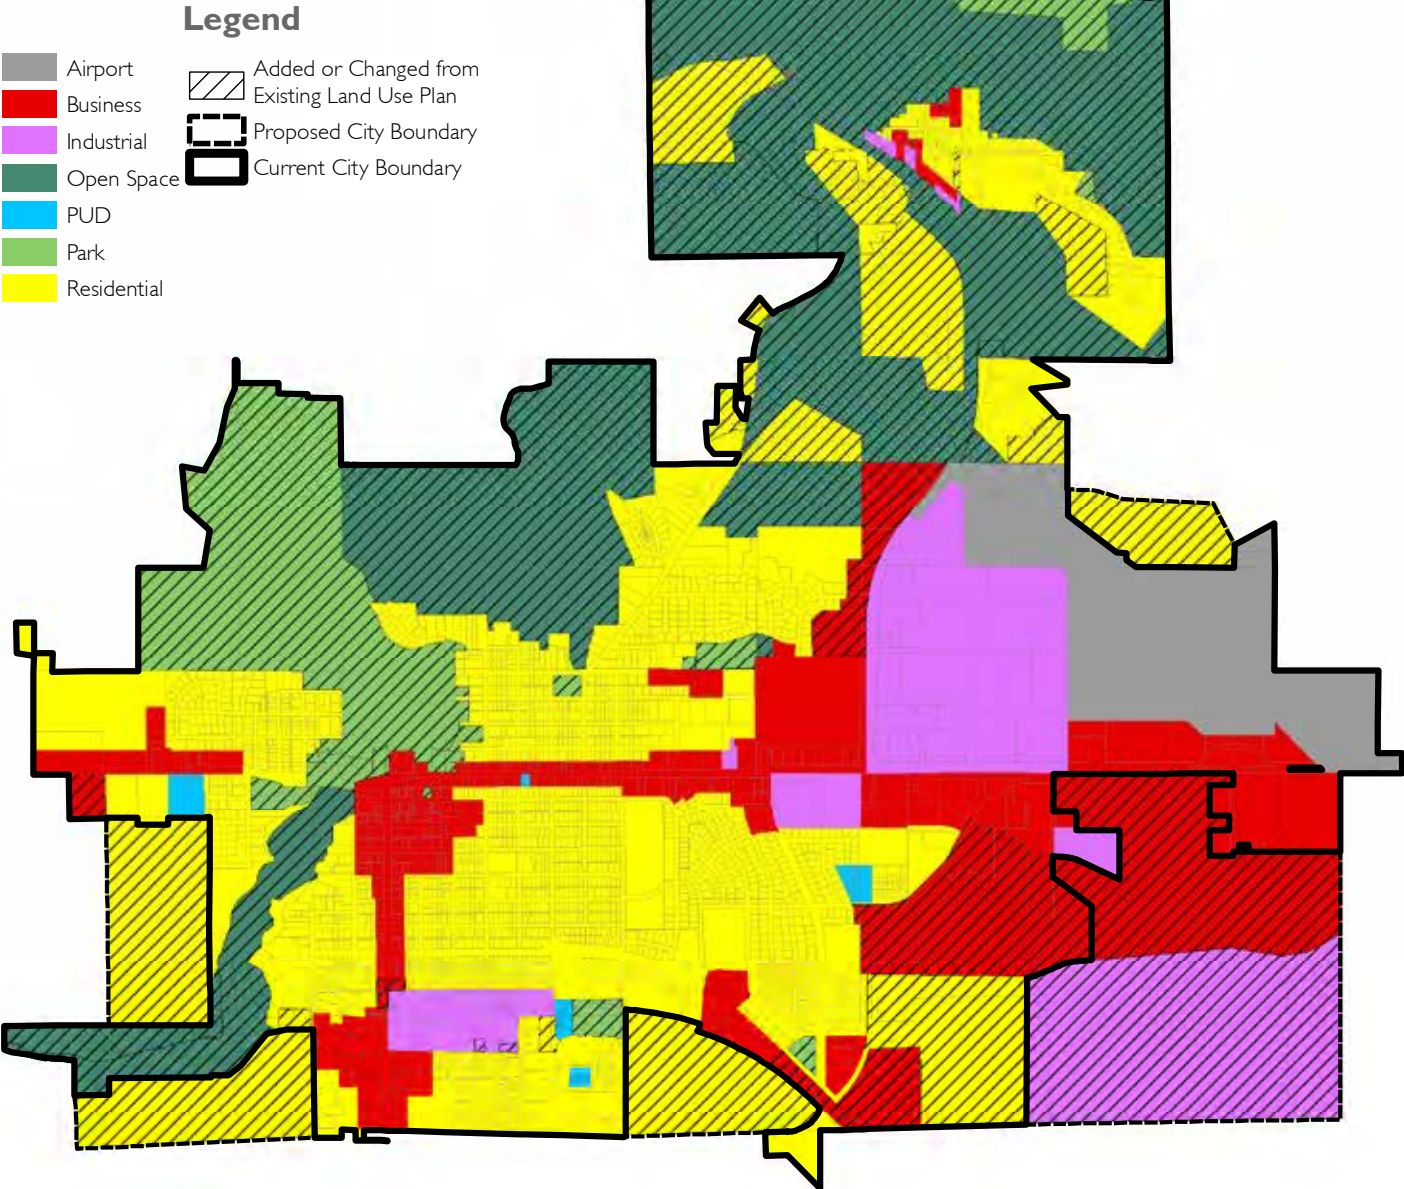 Legend
Airport
Business
Industrial
Open Space
PUD
Park
Residential
Added or Changed from
Existing Land Use Plan
Proposed City Boundary
Current City Boundary